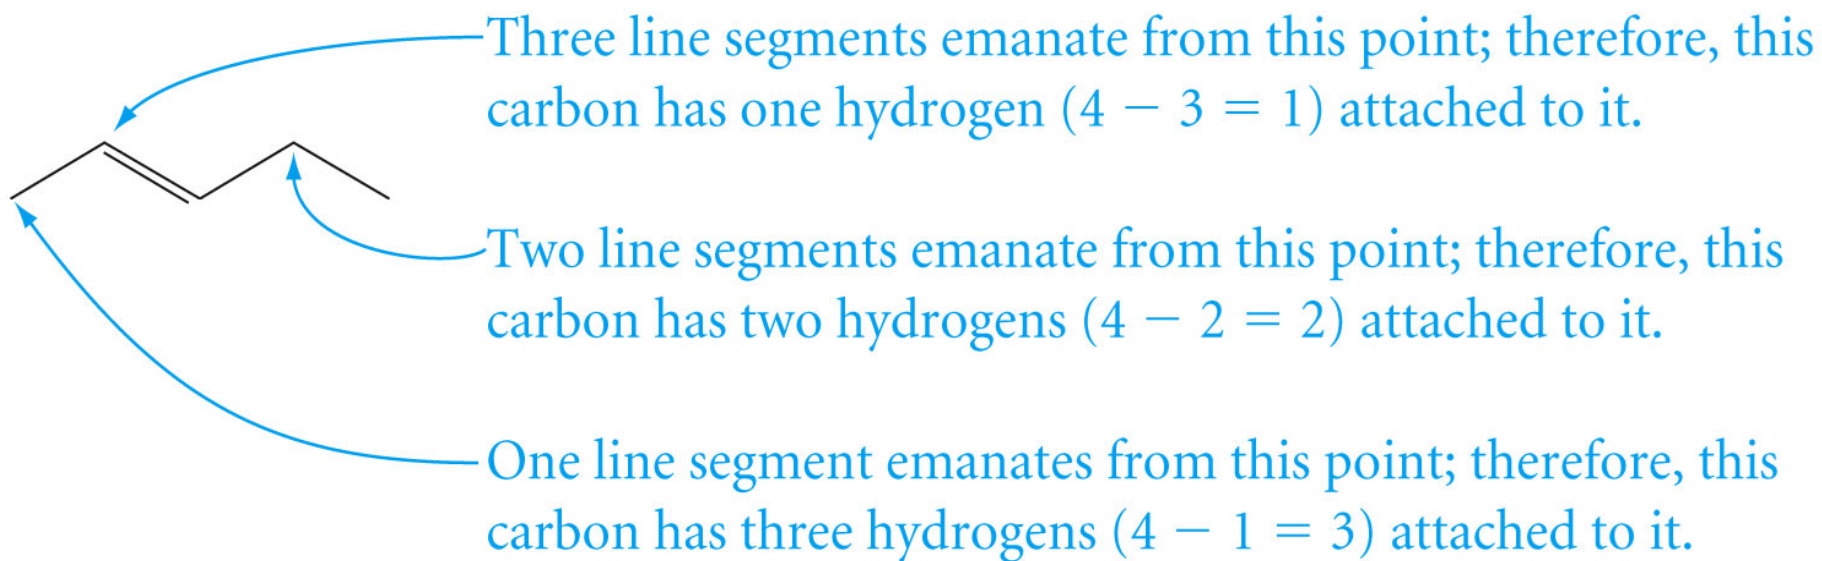 Three line segments emanate from this point; therefore, this
carbon has one hydrogen (4 − 3 = 1) attached to it.
Two line segments emanate from this point; therefore, this
carbon has two hydrogens (4 − 2 = 2) attached to it.
One line segment emanates from this point; therefore, this
carbon has three hydrogens (4 − 1 = 3) attached to it.